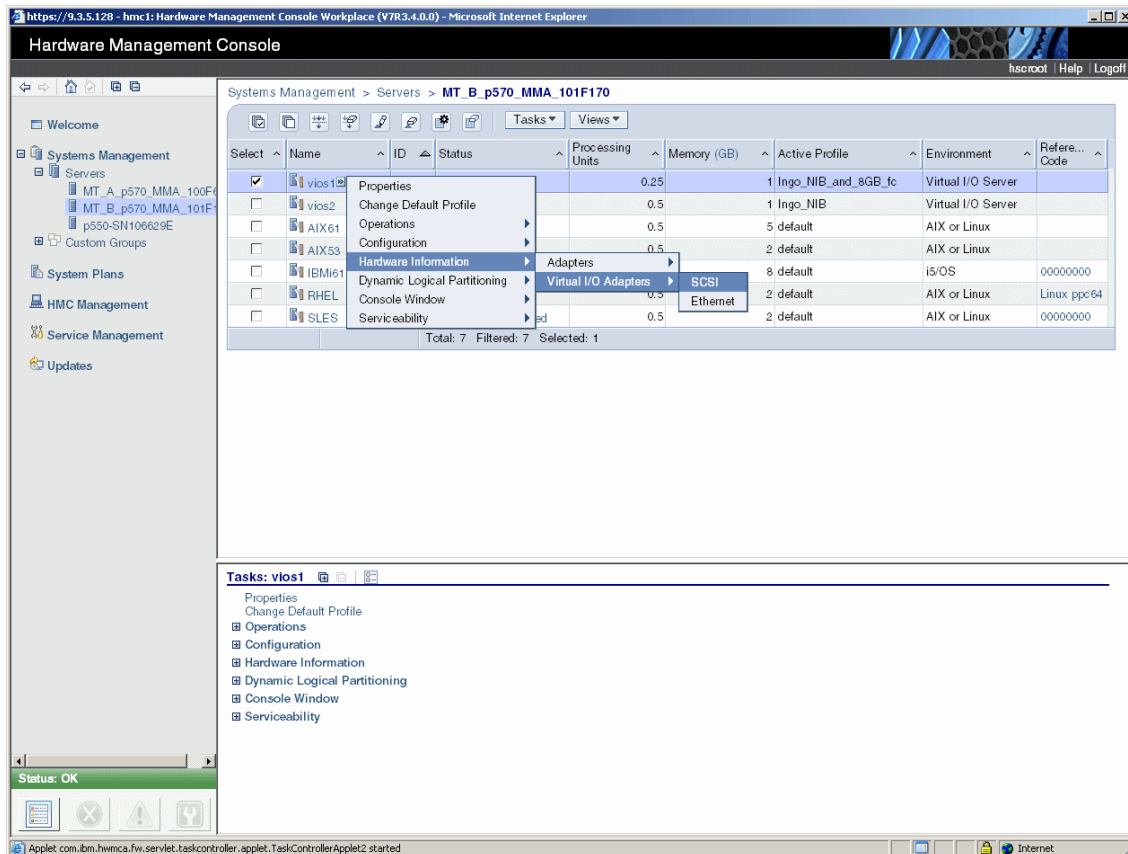 https://9.3.5.128 - hmc1: Hardware Management Console Workplace (V7R3.4.0.0) - Microsoft Internet Explorer
Hardware Management Console
hscroot | Help | Logoff
Systems Management > Servers > MT_B_p570_MMA_101F170
Tasks Views
Welcome
Systems Management
Servers
MT_A_p570_MMA_100F6
MT_B_p570_MMA_101F1
p550-SN106629E
Custom Groups
System Plans
HMC Management
Service Management
Updates
Select Name ID Status Processing Units Memory (GB) Active Profile Environment Refere... Code
vios1 0.25 1 Ingo_NIB_and_8GB_fc Virtual I/O Server
vios2 0.5 1 Ingo_NIB Virtual I/O Server
AIX61 0.5 5 default AIX or Linux
AIX53 0.5 2 default AIX or Linux
IBMi61 8 default i5/OS 00000000
RHEL 0.5 2 default AIX or Linux Linux ppc64
SLES ed 0.5 2 default AIX or Linux 00000000
Total: 7 Filtered: 7 Selected: 1
Properties
Change Default Profile
Operations
Configuration
Hardware Information
Dynamic Logical Partitioning
Console Window
Serviceability
Adapters
Virtual I/O Adapters
SCSI
Ethernet
Tasks: vios1
Properties
Change Default Profile
Operations
Configuration
Hardware Information
Dynamic Logical Partitioning
Console Window
Serviceability
Status: OK
Applet com.ibm.hwmca.fw.servlet.taskcontroller.applet.TaskControllerApplet2 started
Internet